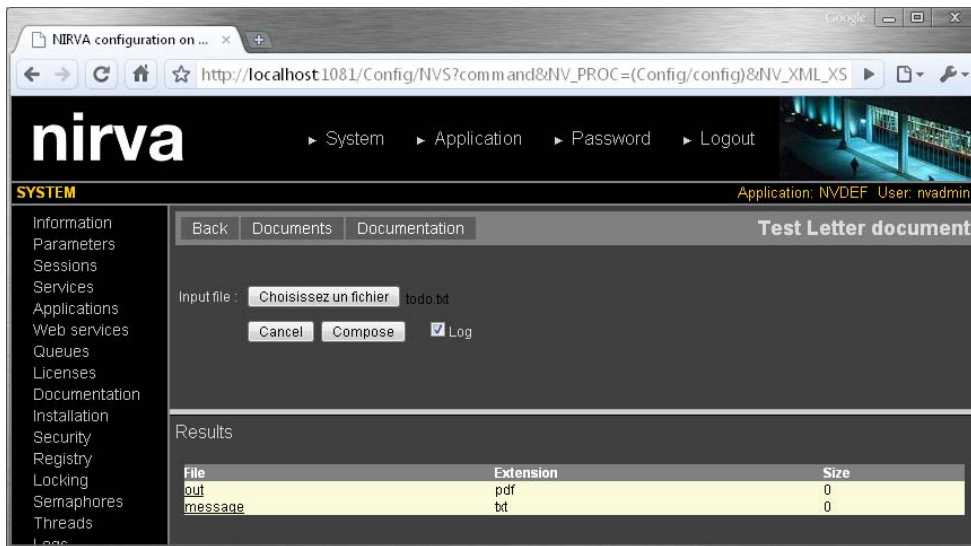 Google
NIRVA configuration on ...
http://localhost:1081/Config/NVS?command&NV_PROC=(Config/config)&NV_XML_XS
nirva
System Application Password Logout
SYSTEM
Application: NVDEF User: nvadmin
Information
Parameters
Sessions
Services
Applications
Web services
Queues
Licenses
Documentation
Installation
Security
Registry
Locking
Semaphores
Threads
Logs
Back Documents Documentation
Test Letter document
Input file : Choisissez un fichier todo.txt
Cancel Compose Log
Results
File Extension Size
out pdf 0
message txt 0